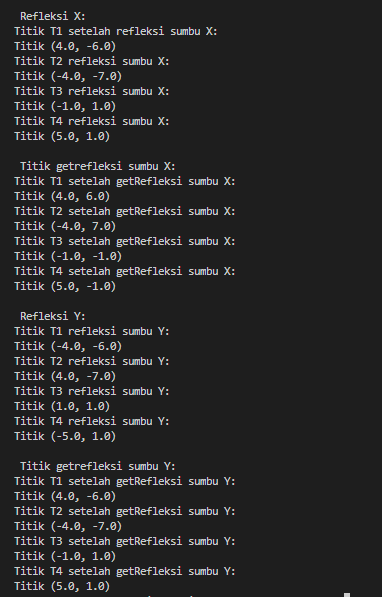 Refleksi X:
Titik T1 setelah refleksi sumbu X:
Titik (4.0, -6.0)
Titik T2 refleksi sumbu X:
Titik (-4.0, -7.0)
Titik T3 refleksi sumbu X:
Titik (-1.0, 1.0)
Titik T4 refleksi sumbu X:
Titik (5.0, 1.0)
Titik getrefleksi sumbu X:
Titik T1 setelah getRefleksi sumbu X:
Titik (4.0, 6.0)
Titik T2 setelah getRefleksi sumbu X:
Titik (-4.0, 7.0)
Titik T3 setelah getRefleksi sumbu X:
Titik (-1.0, -1.0)
Titik T4 setelah getRefleksi sumbu X:
Titik (5.0, -1.0)
Refleksi Y:
Titik T1 refleksi sumbu Y:
Titik (-4.0, -6.0)
Titik T2 refleksi sumbu Y:
Titik (4.0, -7.0)
Titik T3 refleksi sumbu Y:
Titik (1.0, 1.0)
Titik T4 refleksi sumbu Y:
Titik (-5.0, 1.0)
Titik getrefleksi sumbu Y:
Titik T1 setelah getRefleksi sumbu Y:
Titik (4.0, -6.0)
Titik T2 setelah getRefleksi sumbu Y:
Titik (-4.0, -7.0)
Titik T3 setelah getRefleksi sumbu Y:
Titik (-1.0, 1.0)
Titik T4 setelah getRefleksi sumbu Y:
Titik (5.0, 1.0)